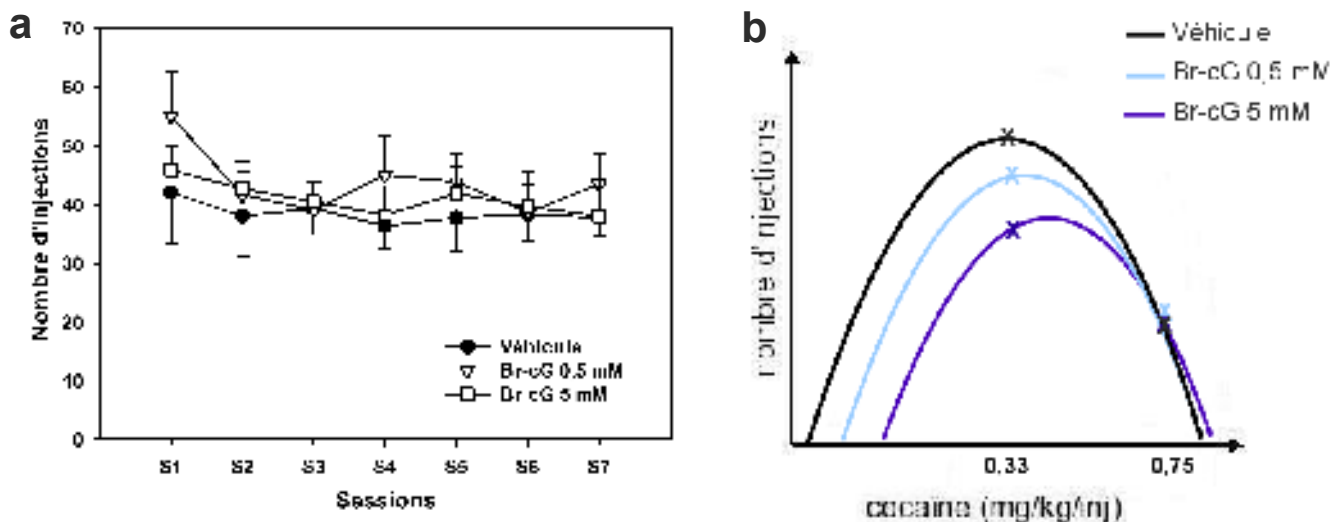 a
70
60
50
40
30
20
10
0
Nombre d'Injections
S1 S2 S3 S4 S5 S6 S7
Sessions
Véhicule
Br-cG 0.5 mM
Br cG 5 mM
b
Véhicule
Br-cG 0,5 mM
Br-cG 5 mM
nombre d'injections
0,33 0,75
cocaïne (mg/kg/inj)